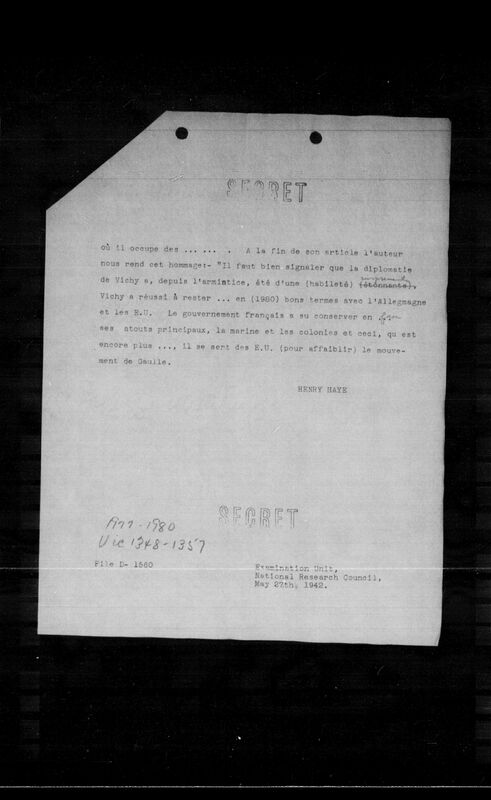 SECRET
où il occupe des ... ... . A la fin de son article l'auteur
nous rend cet hommage:- "Il faut bien signaler que la diplomatie
surprenante
de Vichy a, depuis l'armistice, été d'une (habileté) (étonnante),
Vichy a réussi à rester ... en (1980) bons termes avec l'Allemagne
et les E.U. Le gouvernement français a su conserver en
ses atouts principaux, la marine et les colonies et ceci, qu est
encore plus ..., il se sert des E.U. (pour affaiblir) le mouve-
ment de Gaulle.
HENRY HAYE
SECRET
1980
Vic 1348-1357
File D- 1560
Examination Unit,
National Research Council,
May 27th, 1942.